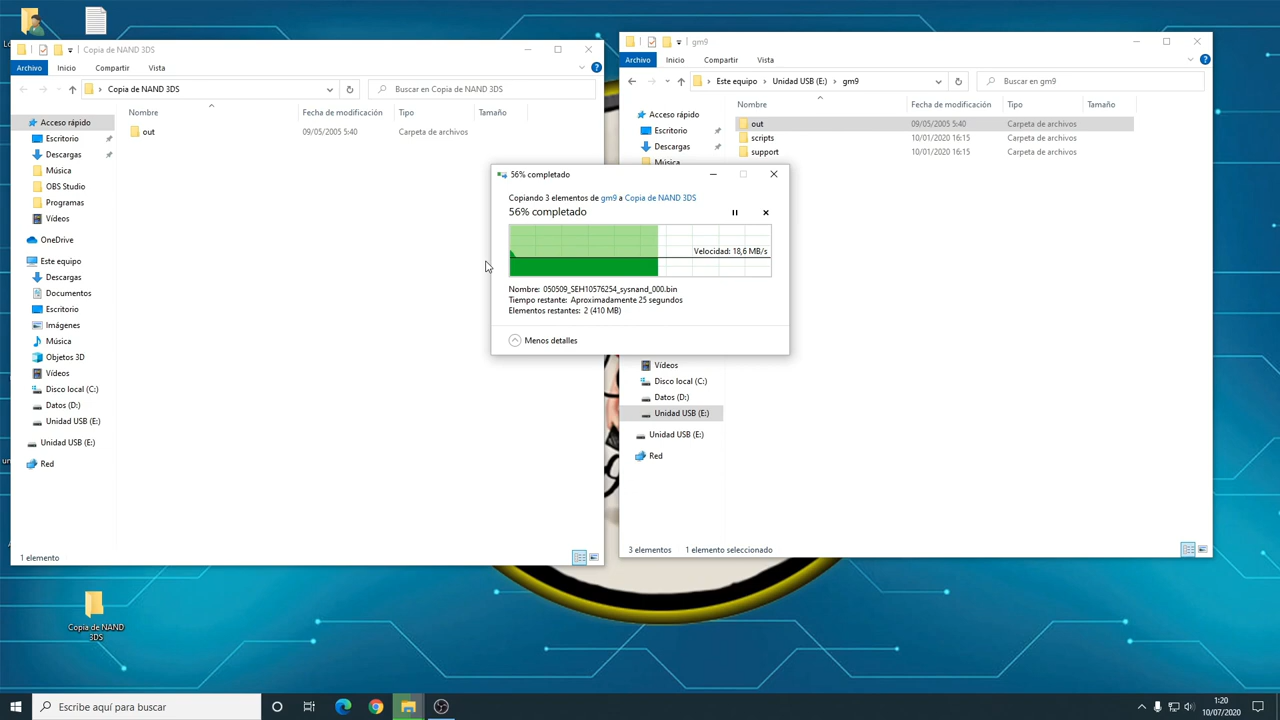 Copia de NAND 3DS
Archivo
Inicio
Compartir
Vista
Copia de NAND 3DS
Buscar en Copia de NAND 3DS
Nombre
Fecha de modificación
Tipo
Tamaño
out
09/05/2005 5:40
Carpeta de archivos
Acceso rápido
Escritorio
Descargas
Música
OBS Studio
Programas
Vídeos
OneDrive
Este equipo
Descargas
Documentos
Escritorio
Imágenes
Música
Objetos 3D
Vídeos
Disco local (C:)
Datos (D:)
Unidad USB (E:)
Unidad USB (E:)
Red
1 elemento
gm9
Archivo
Inicio
Compartir
Vista
Este equipo
Unidad USB (E:)
gm9
Buscar en gm9
Nombre
Fecha de modificación
Tipo
Tamaño
out
09/05/2005 5:40
Carpeta de archivos
scripts
10/01/2020 16:15
Carpeta de archivos
support
10/01/2020 16:15
Carpeta de archivos
Acceso rápido
Escritorio
Descargas
Música
Vídeos
Disco local (C:)
Datos (D:)
Unidad USB (E:)
Unidad USB (E:)
Red
3 elementos
1 elemento seleccionado
56% completado
Copiando 3 elementos de gm9 a Copia de NAND 3DS
56% completado
Velocidad: 18,6 MB/s
Nombre: 050509_SEH10576254_sysnand_000.bin
Tiempo restante: Aproximadamente 25 segundos
Elementos restantes: 2 (410 MB)
Menos detalles
Copia de NAND
3DS
Escribe aquí para buscar
1:20
10/07/2020